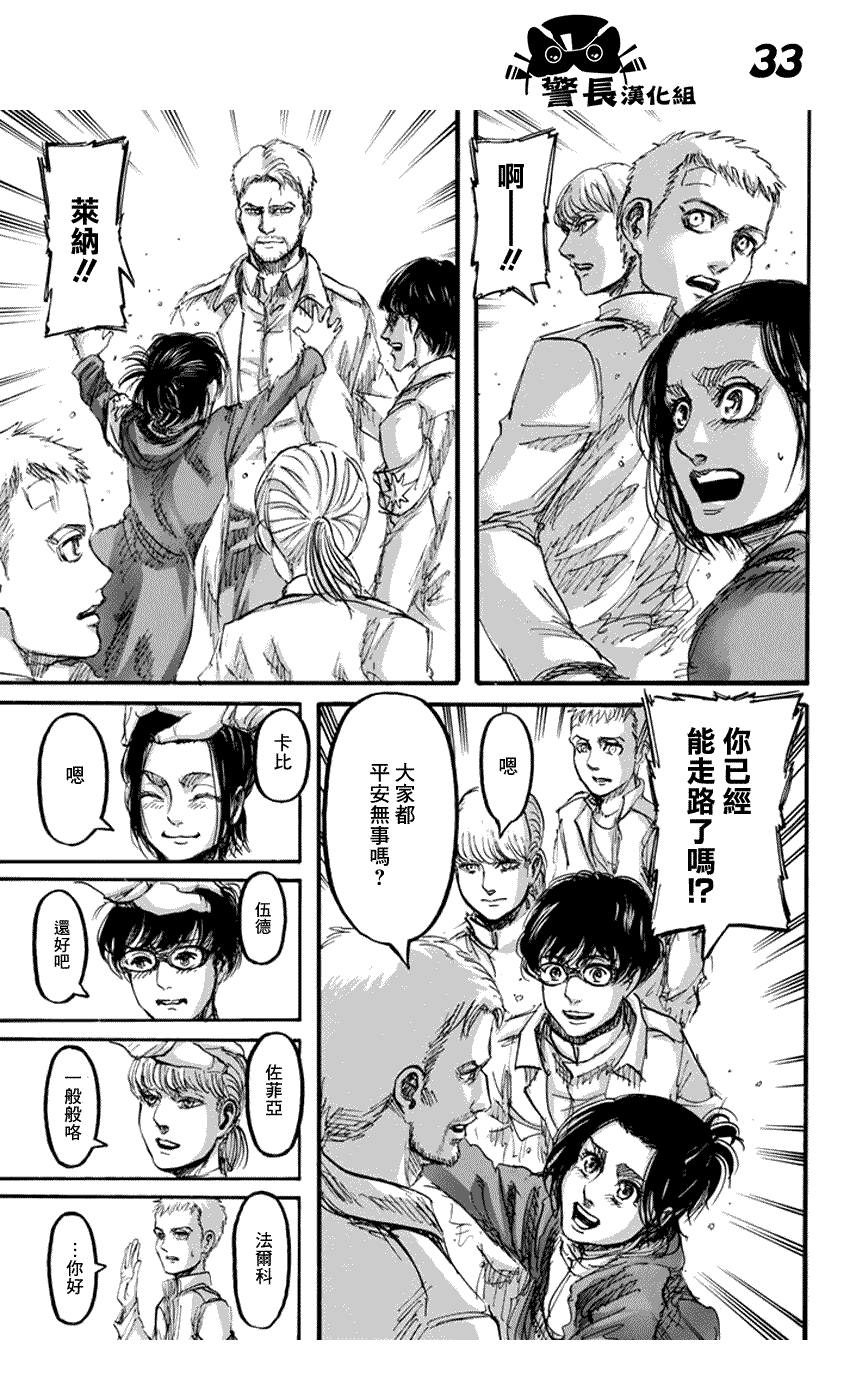 警長漢化組
33
啊——!!
萊納!!
你已經
能走路了嗎!?
嗯
大家都
平安無事嗎？
卡比
嗯
伍德
還好吧
佐菲亞
一般般咯
法爾科
…你好